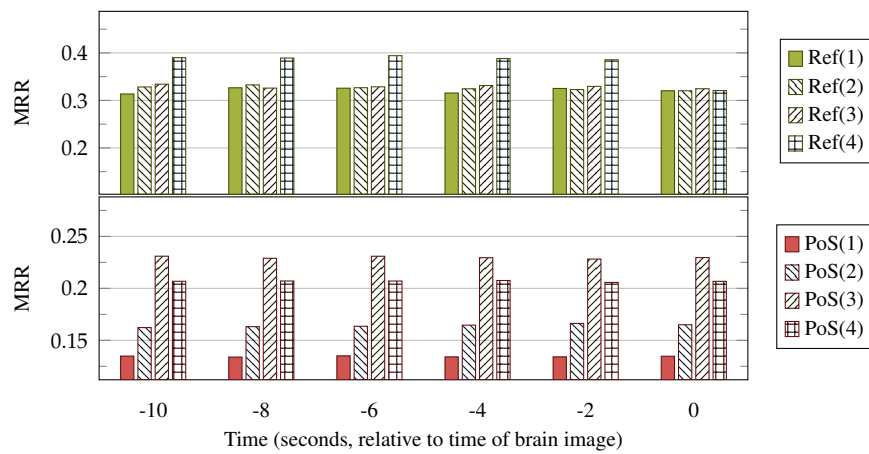 MRR
0.4
0.3
0.2
Ref(1)
Ref(2)
Ref(3)
Ref(4)
MRR
0.25
0.2
0.15
PoS(1)
PoS(2)
PoS(3)
PoS(4)
-10 -8 -6 -4 -2 0
Time (seconds, relative to time of brain image)